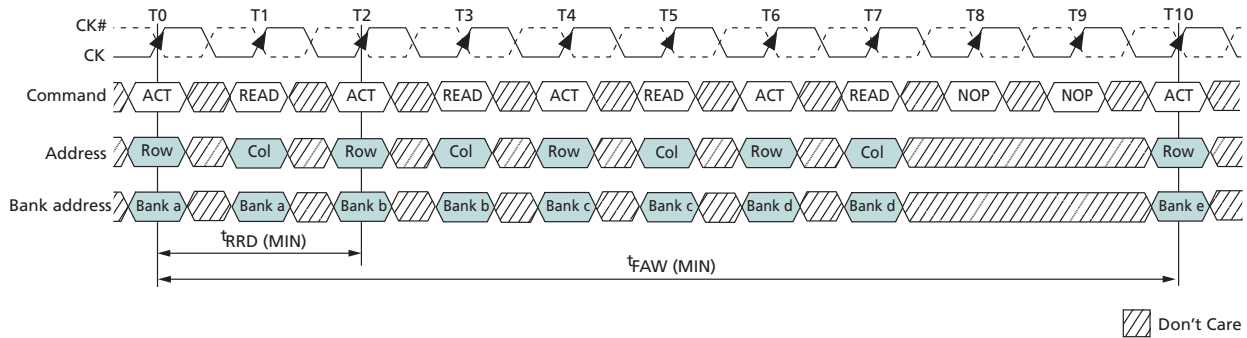 T0 T1 T2 T3 T4 T5 T6 T7 T8 T9 T10
CK#
CK
Command ACT READ ACT READ ACT READ ACT READ NOP NOP ACT
Address Row Col Row Col Row Col Row Col Row
Bank address Bank a Bank a Bank b Bank b Bank c Bank c Bank d Bank d Bank e
tRRD (MIN)
tFAW (MIN)
Don't Care